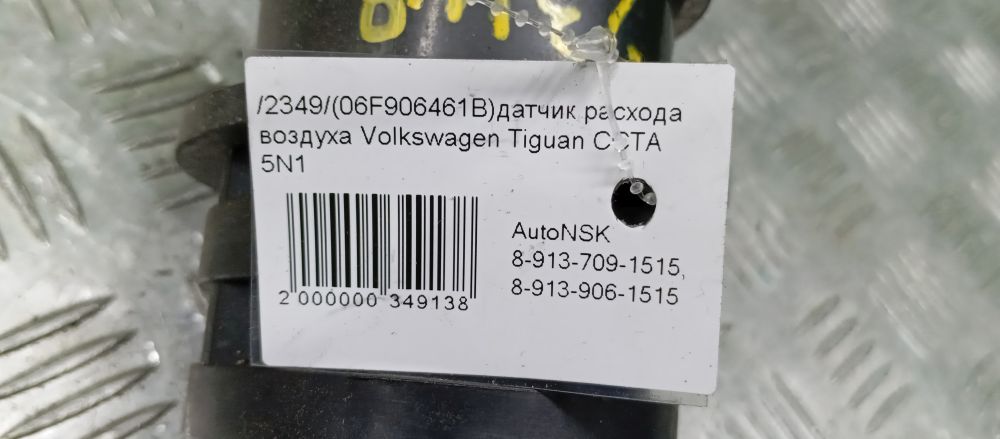 /2349/(06F906461B)датчик расхода
воздуха Volkswagen Tiguan CCTA
5N1
AutoNSK
8-913-709-1515,
8-913-906-1515
2 000000 349138